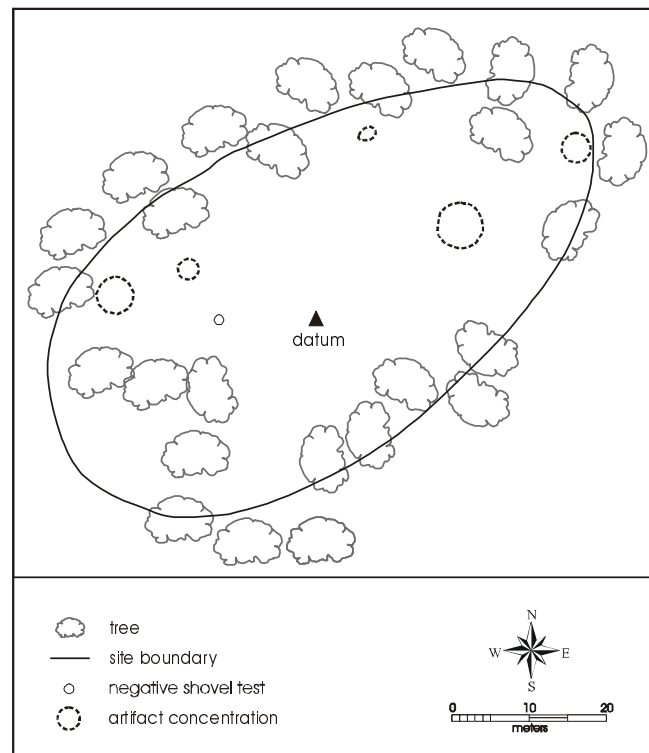 datum
tree
site boundary
negative shovel test
artifact concentration
N
W E
S
0 10 20
meters